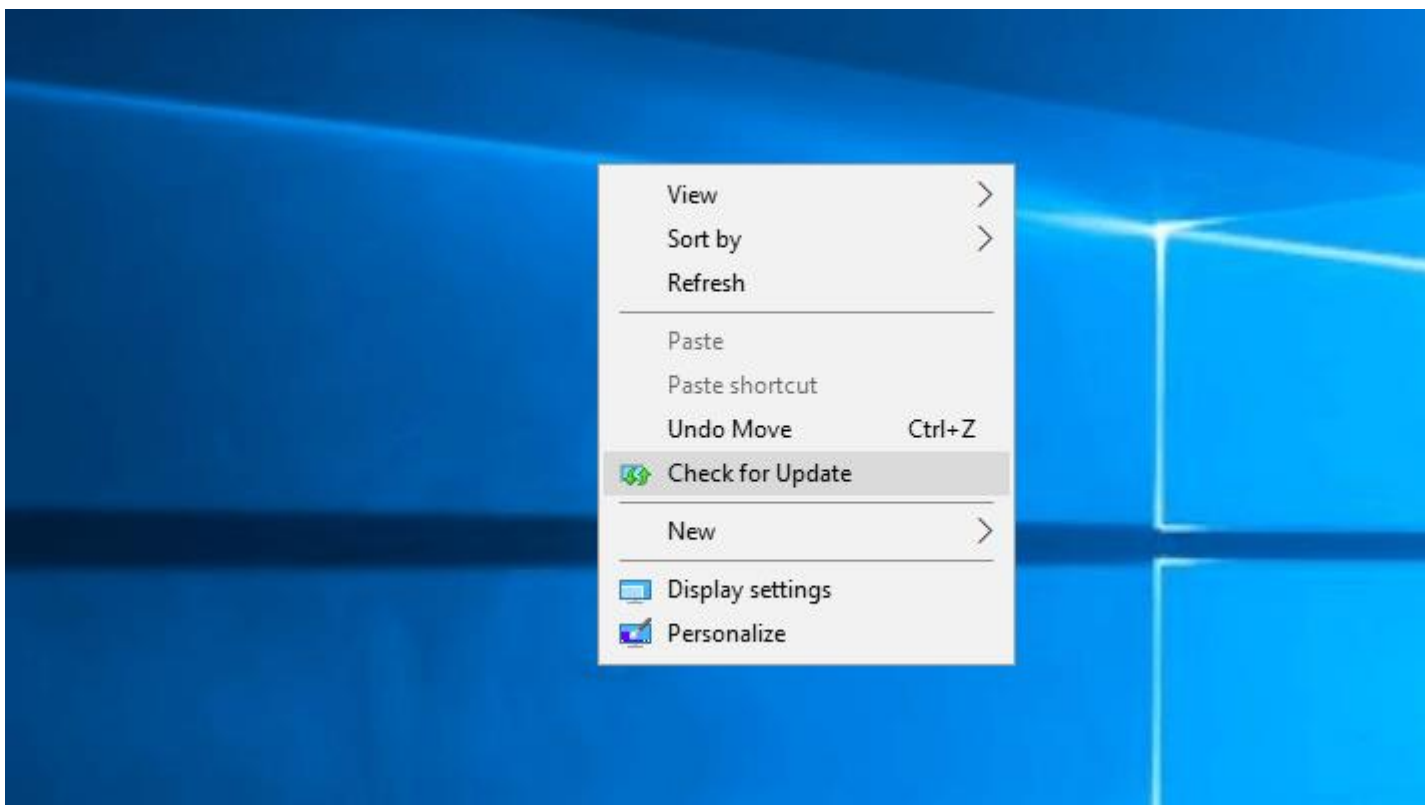 View
Sort by
Refresh
Paste
Paste shortcut
Undo Move Ctrl+Z
Check for Update
New
Display settings
Personalize